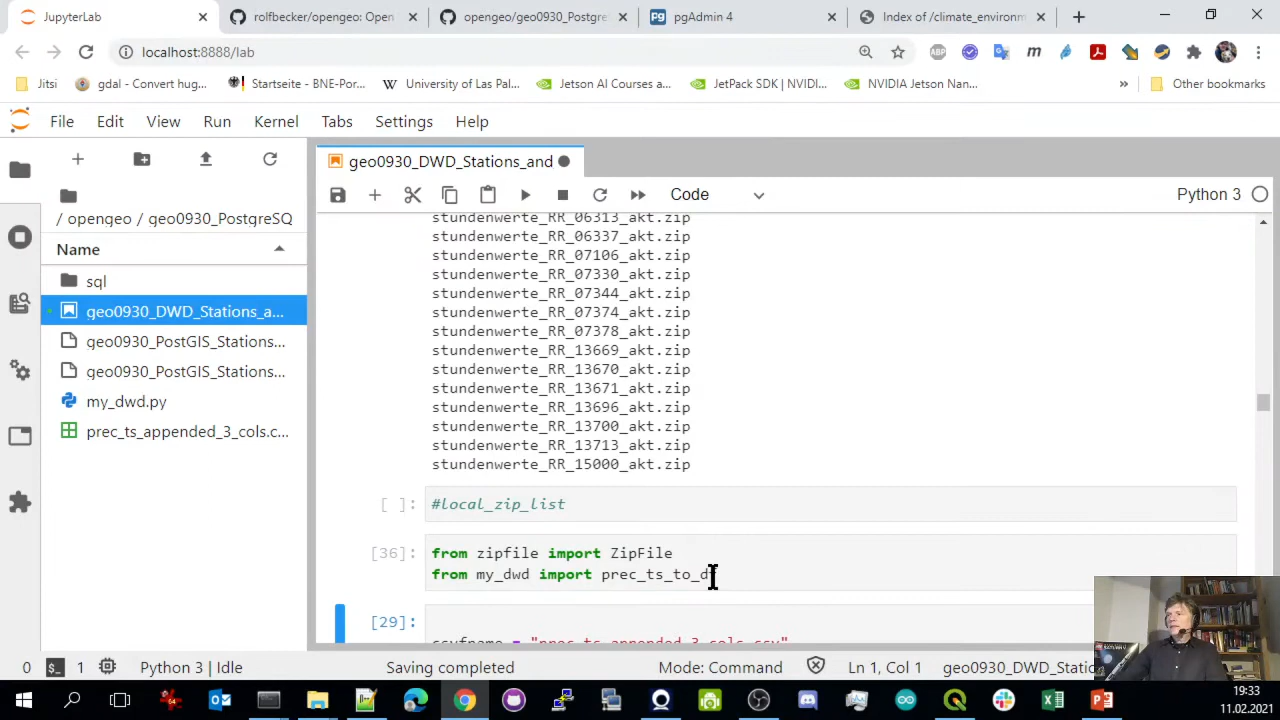 JupyterLab
rolfbecker/opengeo: Open
opengeo/geo0930_Postgre
pgAdmin 4
Index of /climate_environm
localhost:8888/lab
Jitsi
gdal - Convert hug...
Startseite - BNE-Por...
University of Las Pal...
Jetson AI Courses a...
JetPack SDK | NVIDI...
NVIDIA Jetson Nan...
Other bookmarks
File
Edit
View
Run
Kernel
Tabs
Settings
Help
geo0930_DWD_Stations_and
Code
Python 3
/ opengeo / geo0930_PostgreSQ
Name
sql
geo0930_DWD_Stations_a...
geo0930_PostGIS_Stations...
geo0930_PostGIS_Stations...
my_dwd.py
prec_ts_appended_3_cols.c...
stundenwerte_RR_06313_akt.zip
stundenwerte_RR_06337_akt.zip
stundenwerte_RR_07106_akt.zip
stundenwerte_RR_07330_akt.zip
stundenwerte_RR_07344_akt.zip
stundenwerte_RR_07374_akt.zip
stundenwerte_RR_07378_akt.zip
stundenwerte_RR_13669_akt.zip
stundenwerte_RR_13670_akt.zip
stundenwerte_RR_13671_akt.zip
stundenwerte_RR_13696_akt.zip
stundenwerte_RR_13700_akt.zip
stundenwerte_RR_13713_akt.zip
stundenwerte_RR_15000_akt.zip
[ ]: #local_zip_list
[36]: from zipfile import ZipFile
from my_dwd import prec_ts_to_df
[29]:
csvfname = "prec_ts_appended_3_cols.csv"
0
1
Python 3 | Idle
Saving completed
Mode: Command
Ln 1, Col 1
geo0930_DWD_Stati
19:33
11.02.2021